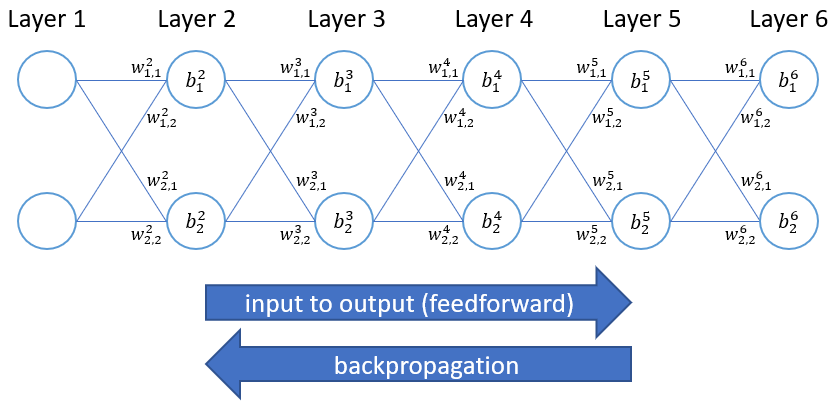 Layer 1 Layer 2 Layer 3 Layer 4 Layer 5 Layer 6
w²₁,₁ b²₁ w³₁,₁ b³₁ w⁴₁,₁ b⁴₁ w⁵₁,₁ b⁵₁ w⁶₁,₁ b⁶₁
w²₁,₂ w³₁,₂ w⁴₁,₂ w⁵₁,₂ w⁶₁,₂
w²₂,₁ w³₂,₁ w⁴₂,₁ w⁵₂,₁ w⁶₂,₁
w²₂,₂ b²₂ w³₂,₂ b³₂ w⁴₂,₂ b⁴₂ w⁵₂,₂ b⁵₂ w⁶₂,₂ b⁶₂
input to output (feedforward)
backpropagation